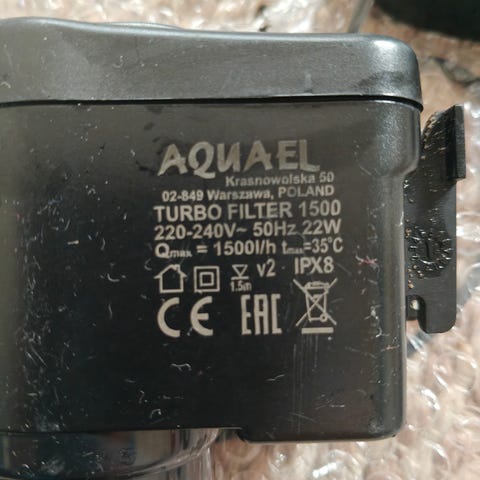 AQUAEL
Krasnowolska 50
02-849 Warszawa, POLAND
TURBO FILTER 1500
220-240V~ 50Hz 22W
Qmax = 1500l/h tmax=35°C
1.5m v2 IPX8
CE EAC